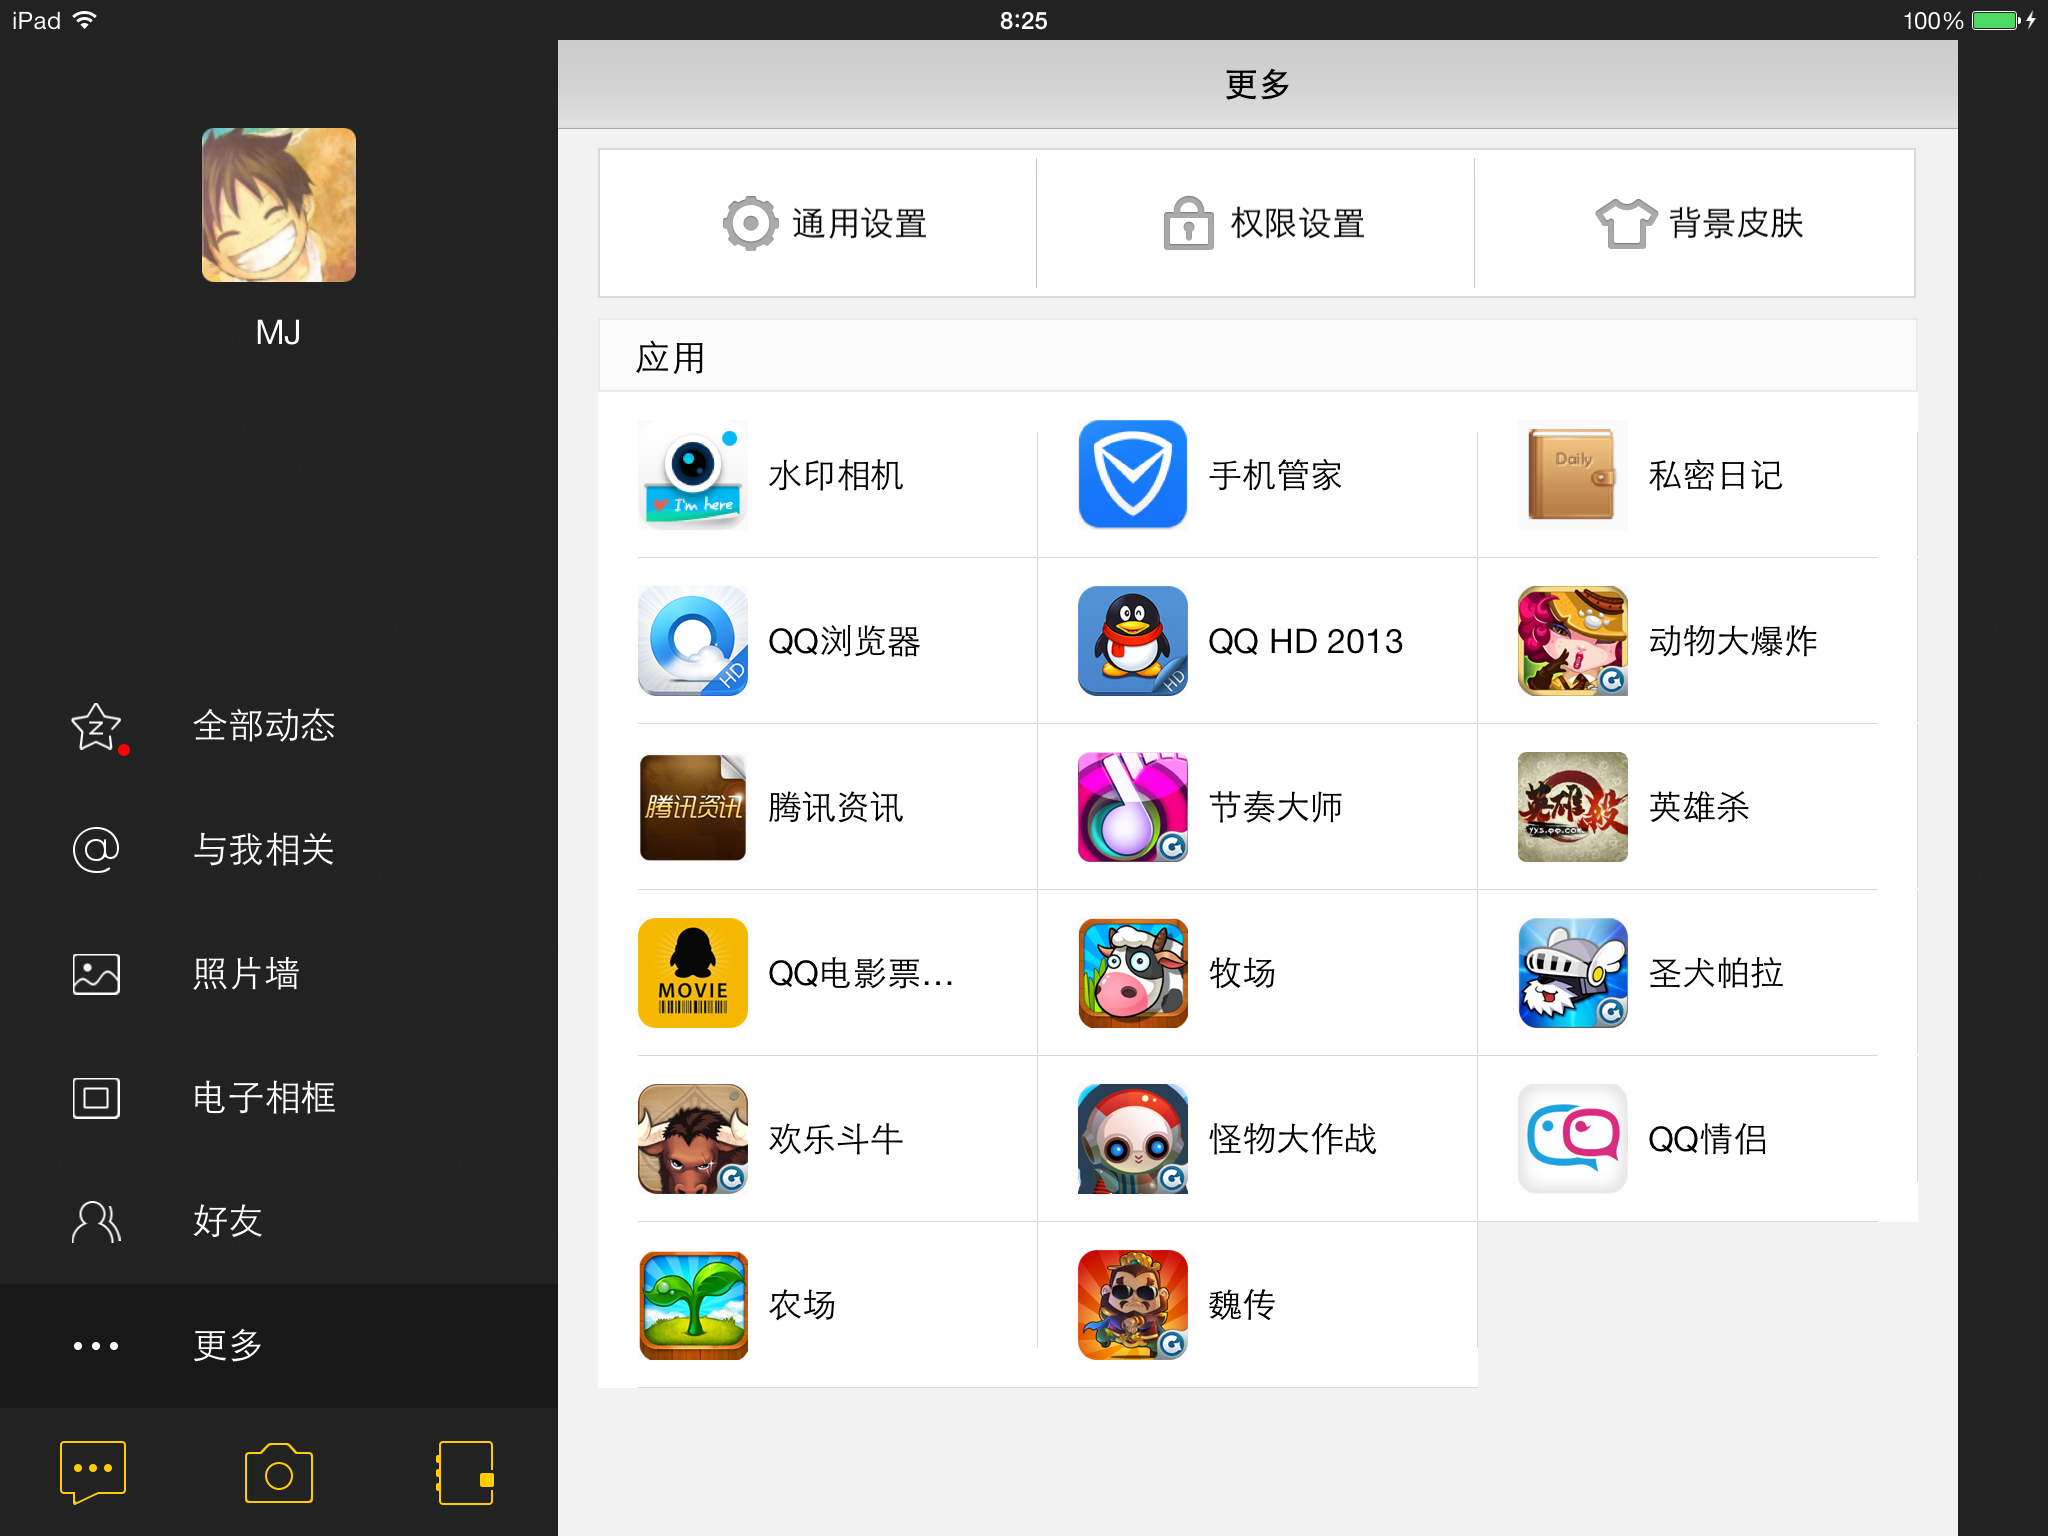 iPad 8:25 100%
MJ
全部动态
与我相关
照片墙
电子相框
好友
更多
更多
通用设置 权限设置 背景皮肤
应用
I'm here 水印相机 手机管家 Daily 私密日记
HD QQ浏览器 HD QQ HD 2013 动物大爆炸
腾讯资讯 腾讯资讯 节奏大师 英雄殺 YXS.QQ.COM 英雄杀
MOVIE QQ电影票... 牧场 圣犬帕拉
欢乐斗牛 怪物大作战 QQ情侣
农场 魏传